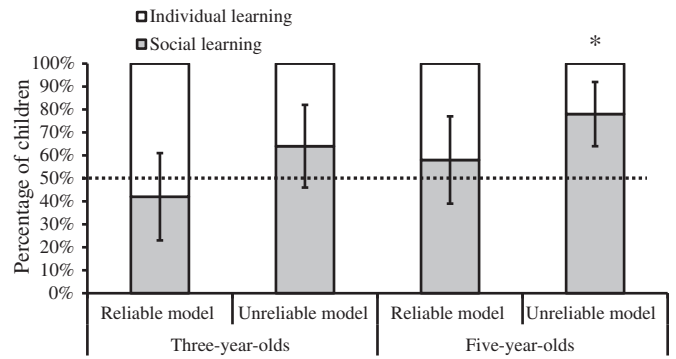 Individual learning
Social learning
*
100%
90%
80%
70%
60%
50%
40%
30%
20%
10%
0%
Percentage of children
Reliable model Unreliable model Reliable model Unreliable model
Three-year-olds Five-year-olds